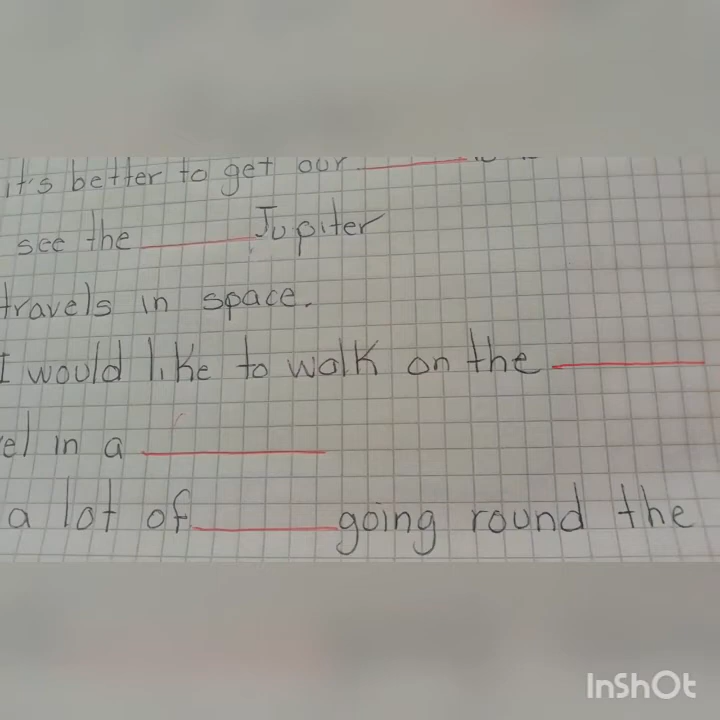 it's better to get our
see the Jupiter
travels in space.
I would like to walk on the
el in a
a lot of going round the
InShOt